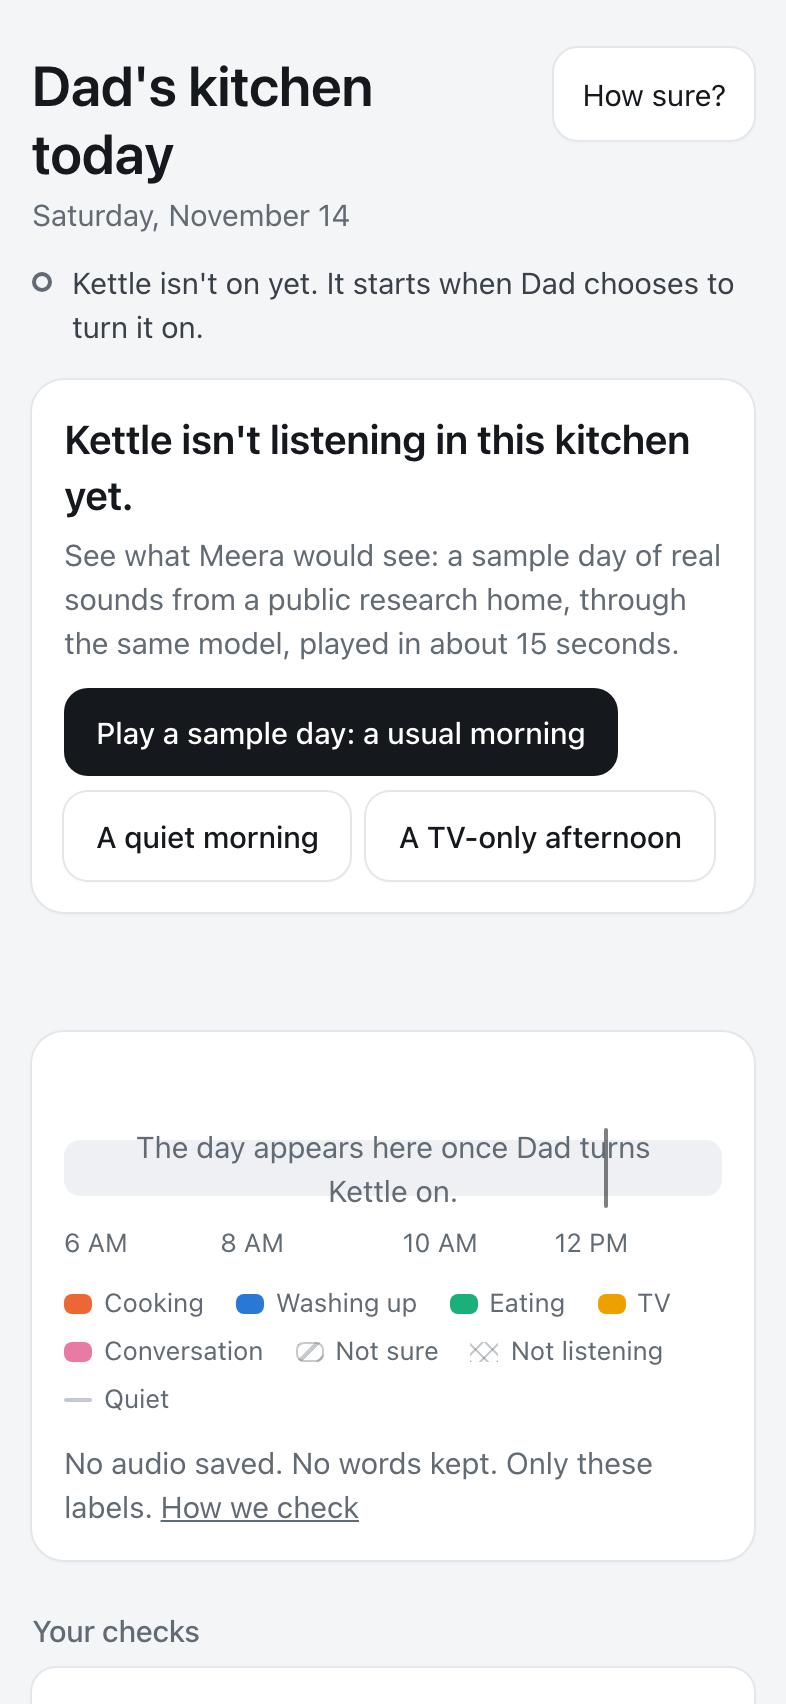 Dad's kitchen
today
How sure?
Saturday, November 14
Kettle isn't on yet. It starts when Dad chooses to
turn it on.
Kettle isn't listening in this kitchen
yet.
See what Meera would see: a sample day of real
sounds from a public research home, through
the same model, played in about 15 seconds.
Play a sample day: a usual morning
A quiet morning
A TV-only afternoon
The day appears here once Dad turns
Kettle on.
6 AM 8 AM 10 AM 12 PM
Cooking Washing up Eating TV
Conversation Not sure Not listening
Quiet
No audio saved. No words kept. Only these
labels. How we check
Your checks